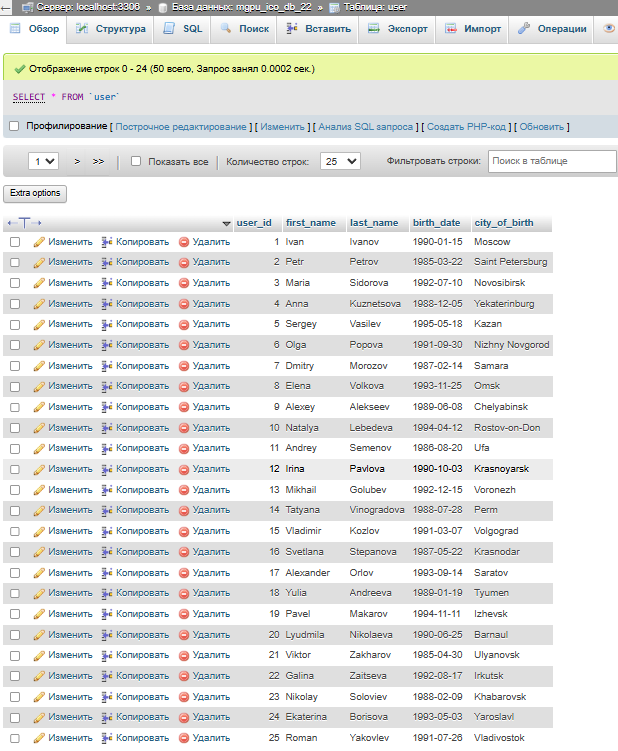 Сервер: localhost:3306 » База данных: mgpu_ico_db_22 » Таблица: user
Обзор Структура SQL Поиск Вставить Экспорт Импорт Операции
Отображение строк 0 - 24 (50 всего, Запрос занял 0.0002 сек.)
SELECT * FROM `user`
Профилирование [ Построчное редактирование ] [ Изменить ] [ Анализ SQL запроса ] [ Создать PHP-код ] [ Обновить ]
1 > >> | Показать все | Количество строк: 25 Фильтровать строки: Поиск в таблице
Extra options
←T→ user_id first_name last_name birth_date city_of_birth
Изменить Копировать Удалить 1 Ivan Ivanov 1990-01-15 Moscow
Изменить Копировать Удалить 2 Petr Petrov 1985-03-22 Saint Petersburg
Изменить Копировать Удалить 3 Maria Sidorova 1992-07-10 Novosibirsk
Изменить Копировать Удалить 4 Anna Kuznetsova 1988-12-05 Yekaterinburg
Изменить Копировать Удалить 5 Sergey Vasilev 1995-05-18 Kazan
Изменить Копировать Удалить 6 Olga Popova 1991-09-30 Nizhny Novgorod
Изменить Копировать Удалить 7 Dmitry Morozov 1987-02-14 Samara
Изменить Копировать Удалить 8 Elena Volkova 1993-11-25 Omsk
Изменить Копировать Удалить 9 Alexey Alekseev 1989-06-08 Chelyabinsk
Изменить Копировать Удалить 10 Natalya Lebedeva 1994-04-12 Rostov-on-Don
Изменить Копировать Удалить 11 Andrey Semenov 1986-08-20 Ufa
Изменить Копировать Удалить 12 Irina Pavlova 1990-10-03 Krasnoyarsk
Изменить Копировать Удалить 13 Mikhail Golubev 1992-12-15 Voronezh
Изменить Копировать Удалить 14 Tatyana Vinogradova 1988-07-28 Perm
Изменить Копировать Удалить 15 Vladimir Kozlov 1991-03-07 Volgograd
Изменить Копировать Удалить 16 Svetlana Stepanova 1987-05-22 Krasnodar
Изменить Копировать Удалить 17 Alexander Orlov 1993-09-14 Saratov
Изменить Копировать Удалить 18 Yulia Andreeva 1989-01-19 Tyumen
Изменить Копировать Удалить 19 Pavel Makarov 1994-11-11 Izhevsk
Изменить Копировать Удалить 20 Lyudmila Nikolaeva 1990-06-25 Barnaul
Изменить Копировать Удалить 21 Viktor Zakharov 1985-04-30 Ulyanovsk
Изменить Копировать Удалить 22 Galina Zaitseva 1992-08-17 Irkutsk
Изменить Копировать Удалить 23 Nikolay Soloviev 1988-02-09 Khabarovsk
Изменить Копировать Удалить 24 Ekaterina Borisova 1993-05-03 Yaroslavl
Изменить Копировать Удалить 25 Roman Yakovlev 1991-07-26 Vladivostok